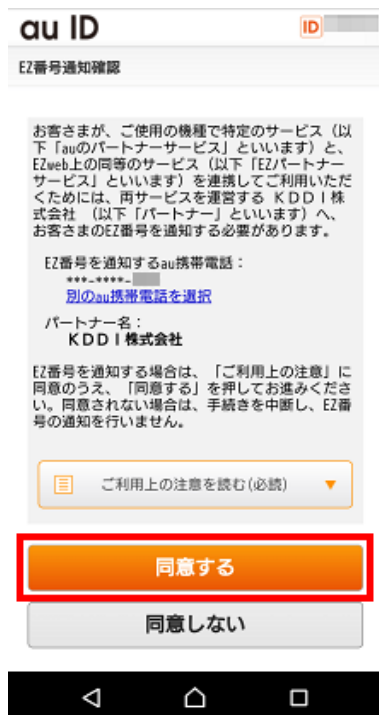 au ID
ID
EZ番号通知確認
お客さまが、ご使用の機種で特定のサービス（以
下「auのパートナーサービス」といいます）と、
EZweb上の同等のサービス（以下「EZパートナー
サービス」といいます）を連携してご利用いただ
くためには、両サービスを運営する ＫＤＤＩ株
式会社 （以下「パートナー」といいます）へ、
お客さまのEZ番号を通知する必要があります。
EZ番号を通知するau携帯電話：
***-****-
別のau携帯電話を選択
パートナー名：
ＫＤＤＩ株式会社
EZ番号を通知する場合は、「ご利用上の注意」に
同意のうえ、「同意する」を押してお進みくださ
い。同意されない場合は、手続きを中断し、EZ番
号の通知を行いません。
ご利用上の注意を読む(必読)
同意する
同意しない